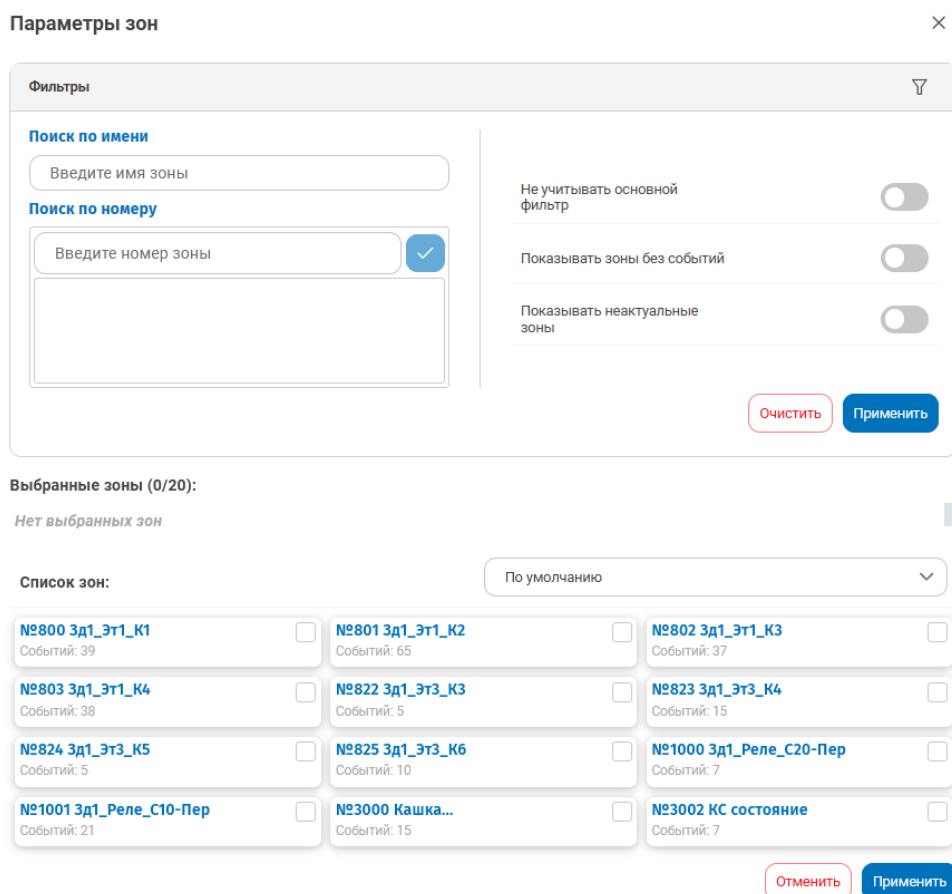 Параметры зон
Фильтры
Поиск по имени
Введите имя зоны
Поиск по номеру
Введите номер зоны
Не учитывать основной
фильтр
Показывать зоны без событий
Показывать неактуальные
зоны
Очистить
Применить
Выбранные зоны (0/20):
Нет выбранных зон
Список зон:
По умолчанию
№800 Зд1_Эт1_К1
Событий: 39
№801 Зд1_Эт1_К2
Событий: 65
№802 Зд1_Эт1_К3
Событий: 37
№803 Зд1_Эт1_К4
Событий: 38
№822 Зд1_Эт3_К3
Событий: 5
№823 Зд1_Эт3_К4
Событий: 15
№824 Зд1_Эт3_К5
Событий: 5
№825 Зд1_Эт3_К6
Событий: 10
№1000 Зд1_Реле_С20-Пер
Событий: 7
№1001 Зд1_Реле_С10-Пер
Событий: 21
№3000 Кашка...
Событий: 15
№3002 КС состояние
Событий: 7
Отменить
Применить